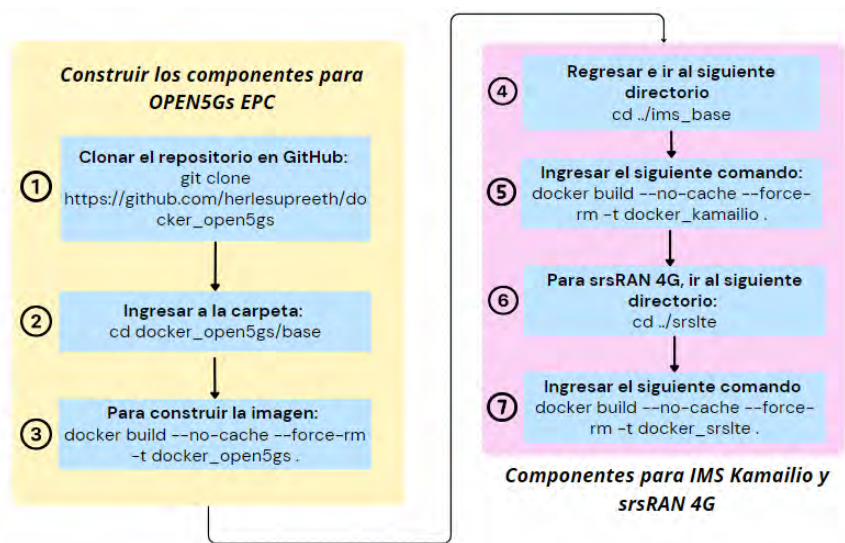 Construir los componentes para
OPEN5Gs EPC
1
Clonar el repositorio en GitHub:
git clone
https://github.com/herlesupreeth/do
cker_open5gs
2
Ingresar a la carpeta:
cd docker_open5gs/base
3
Para construir la imagen:
docker build --no-cache --force-rm
-t docker_open5gs .
4
Regresar e ir al siguiente
directorio
cd ../ims_base
5
Ingresar el siguiente comando:
docker build --no-cache --force-
rm -t docker_kamailio .
6
Para srsRAN 4G, ir al siguiente
directorio:
cd ../srslte
7
Ingresar el siguiente comando
docker build --no-cache --force-
rm -t docker_srslte .
Componentes para IMS Kamailio y
srsRAN 4G